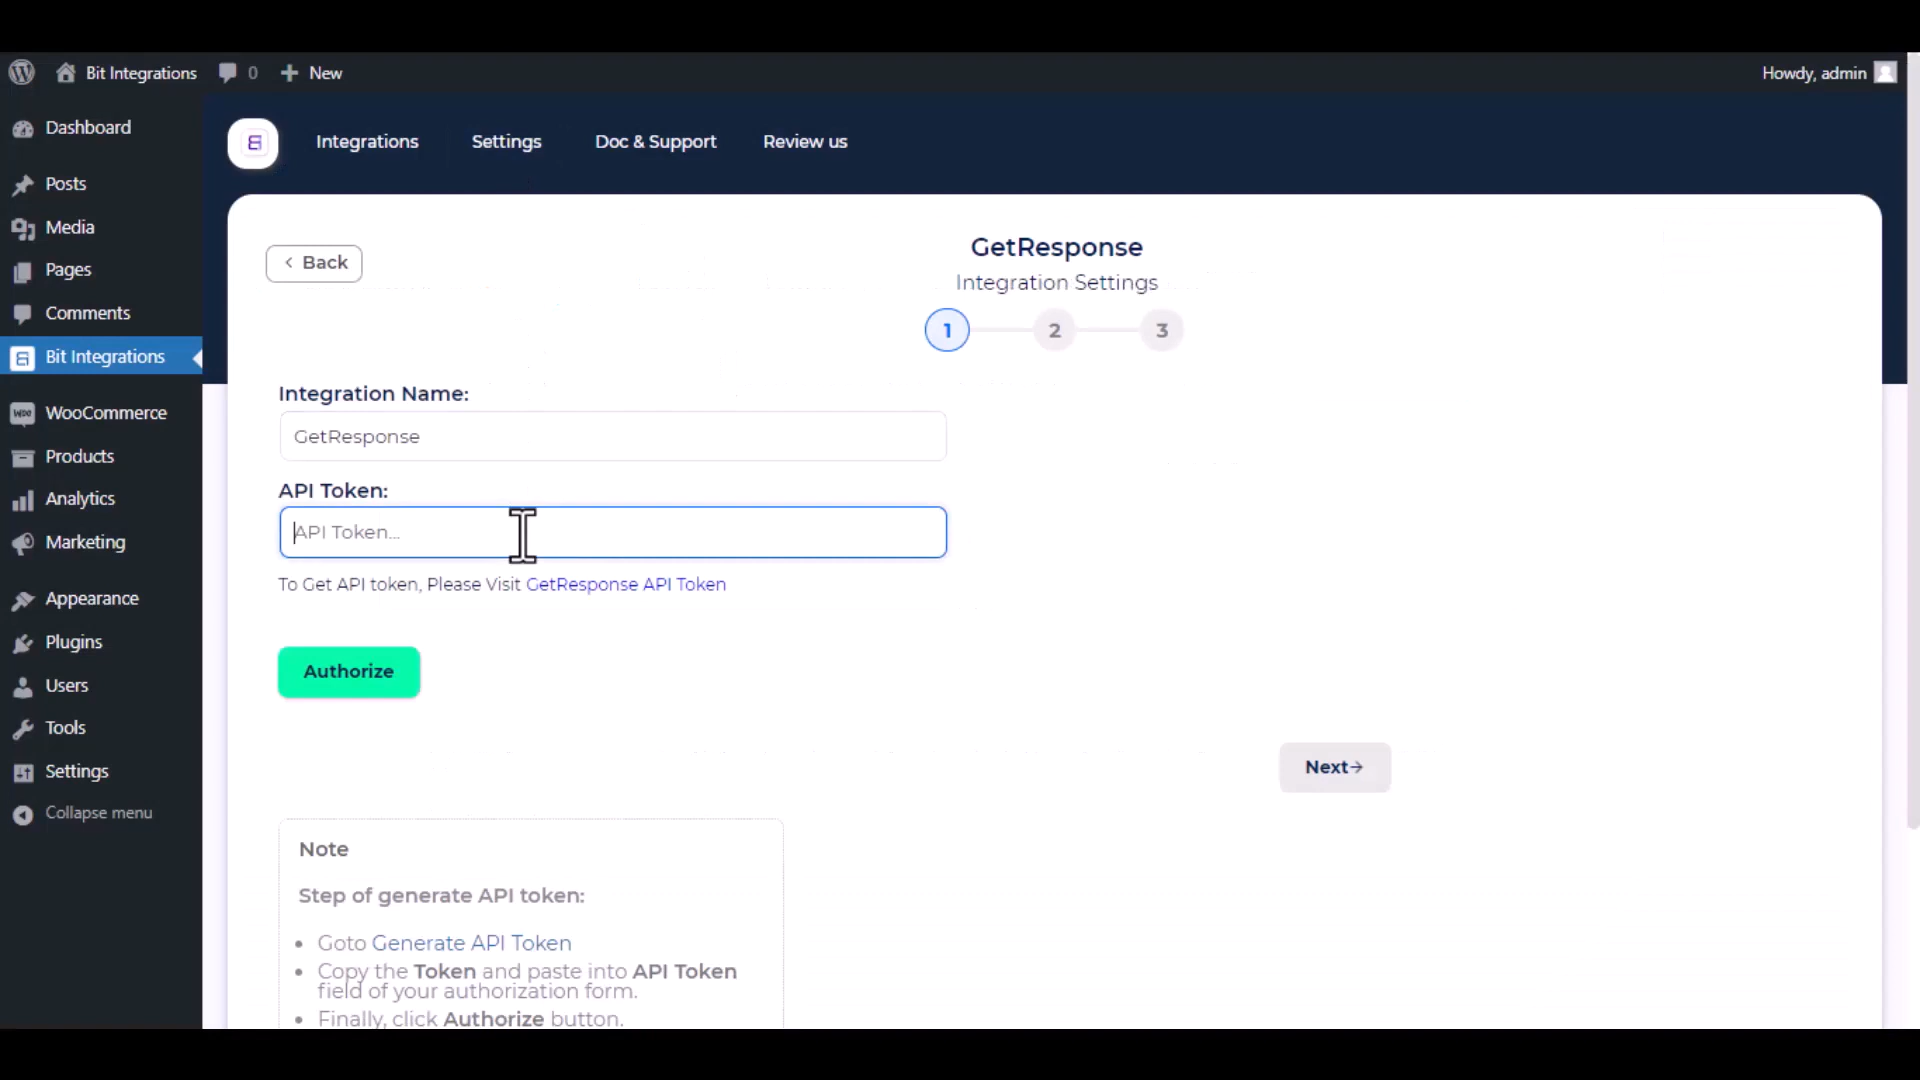 Bit Integrations 0 New Howdy, admin
Dashboard
Posts
Media
Pages
Comments
Bit Integrations
WooCommerce
Products
Analytics
Marketing
Appearance
Plugins
Users
Tools
Settings
Collapse menu
Integrations Settings Doc & Support Review us
Back
GetResponse
Integration Settings
1 2 3
Integration Name:
GetResponse
API Token:
API Token...
To Get API token, Please Visit GetResponse API Token
Authorize
Next→
Note
Step of generate API token:
• Goto Generate API Token
• Copy the Token and paste into API Token
field of your authorization form.
• Finally, click Authorize button.